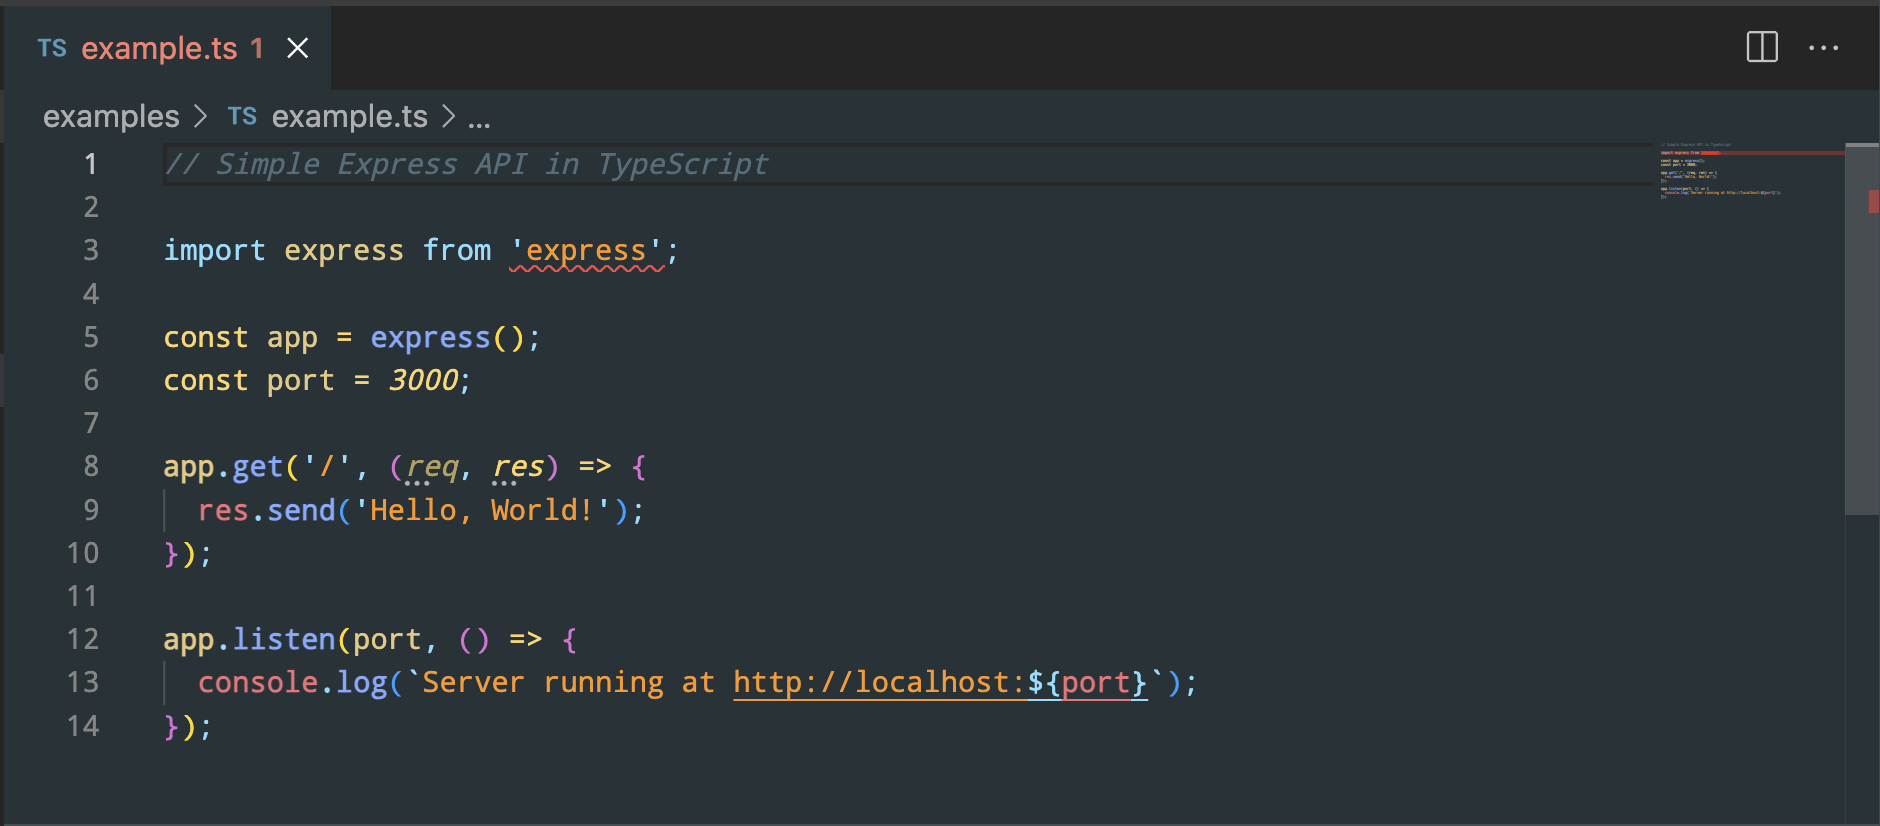 TS example.ts 1
examples > TS example.ts > ...
1 // Simple Express API in TypeScript
2
3 import express from 'express';
4
5 const app = express();
6 const port = 3000;
7
8 app.get('/', (req, res) => {
9   res.send('Hello, World!');
10 });
11
12 app.listen(port, () => {
13   console.log(`Server running at http://localhost:${port}`);
14 });